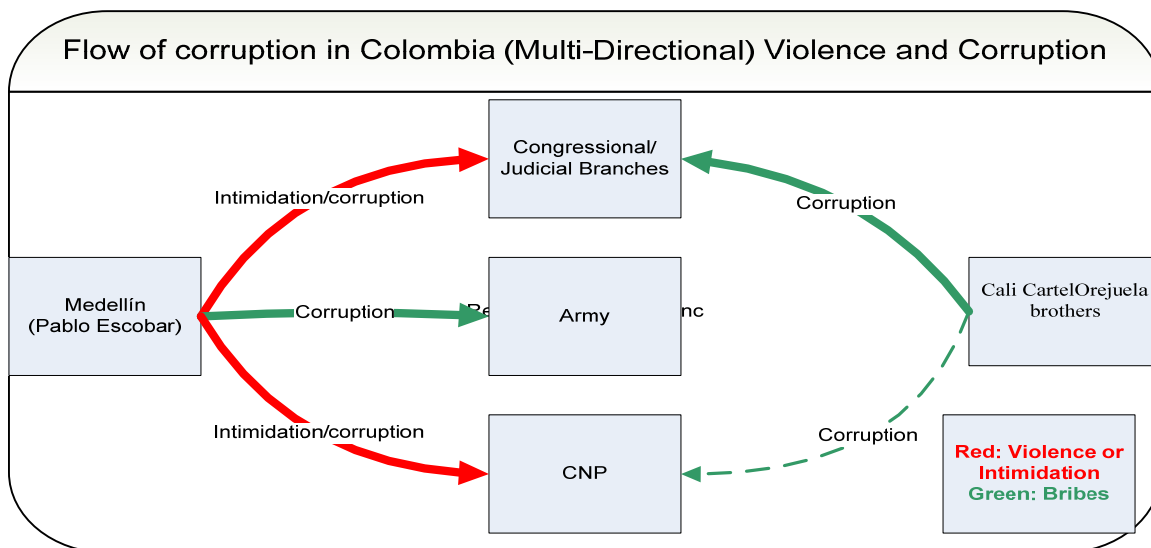 Flow of corruption in Colombia (Multi-Directional) Violence and Corruption
Congressional/
Judicial Branches
Intimidation/corruption
Corruption
Medellín
(Pablo Escobar)
Corruption
Army
Cali CartelOrejuela
brothers
Intimidation/corruption
CNP
Corruption
Red: Violence or
Intimidation
Green: Bribes